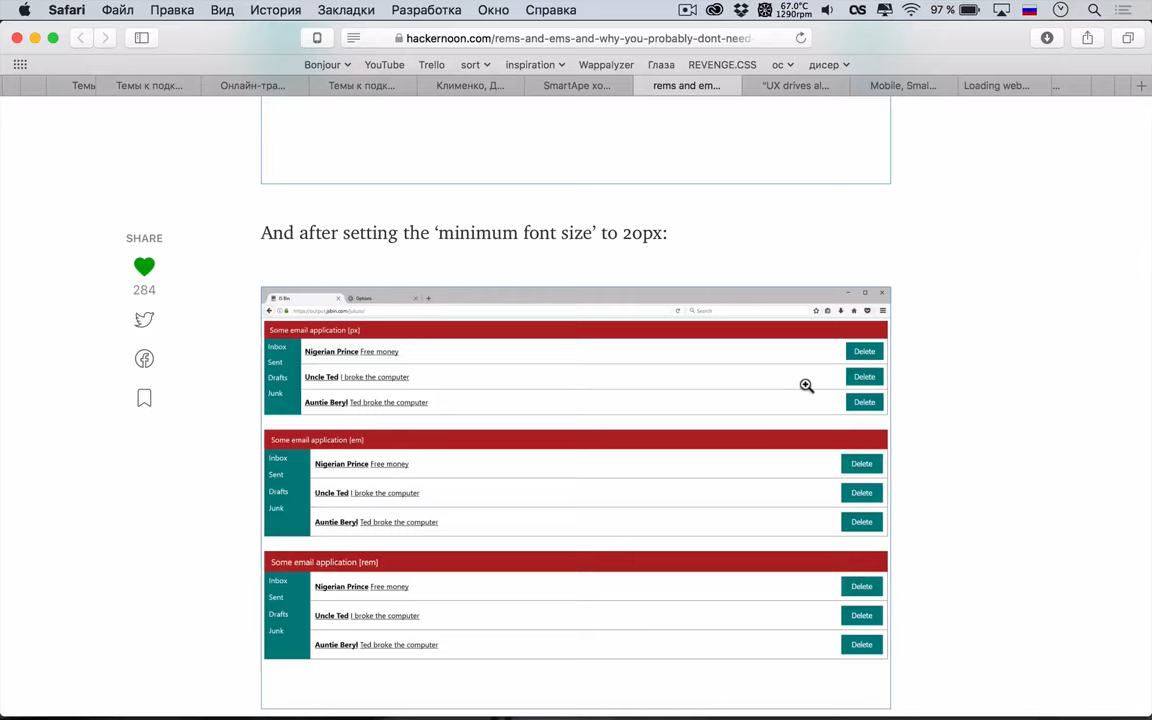 Safari Файл Правка Вид История Закладки Разработка Окно Справка 67.0°C 1290rpm 97 %
hackernoon.com/rems-and-ems-and-why-you-probably-dont-need-
Bonjour YouTube Trello sort inspiration Wappalyzer Глаза REVENGE.CSS ос дисер
Темы Темы к подк... Онлайн-тра... Темы к подк... Клименко, Д... SmartApe хо... rems and em... "UX drives al... Mobile, Smal... Loading web... ...
And after setting the ‘minimum font size’ to 20px:
SHARE
284
JS Bin Options
Search
Some email application [px]
Inbox
Sent
Drafts
Junk
Nigerian Prince Free money Delete
Uncle Ted I broke the computer Delete
Auntie Beryl Ted broke the computer Delete
Some email application [em]
Inbox
Sent
Drafts
Junk
Nigerian Prince Free money Delete
Uncle Ted I broke the computer Delete
Auntie Beryl Ted broke the computer Delete
Some email application [rem]
Inbox
Sent
Drafts
Junk
Nigerian Prince Free money Delete
Uncle Ted I broke the computer Delete
Auntie Beryl Ted broke the computer Delete